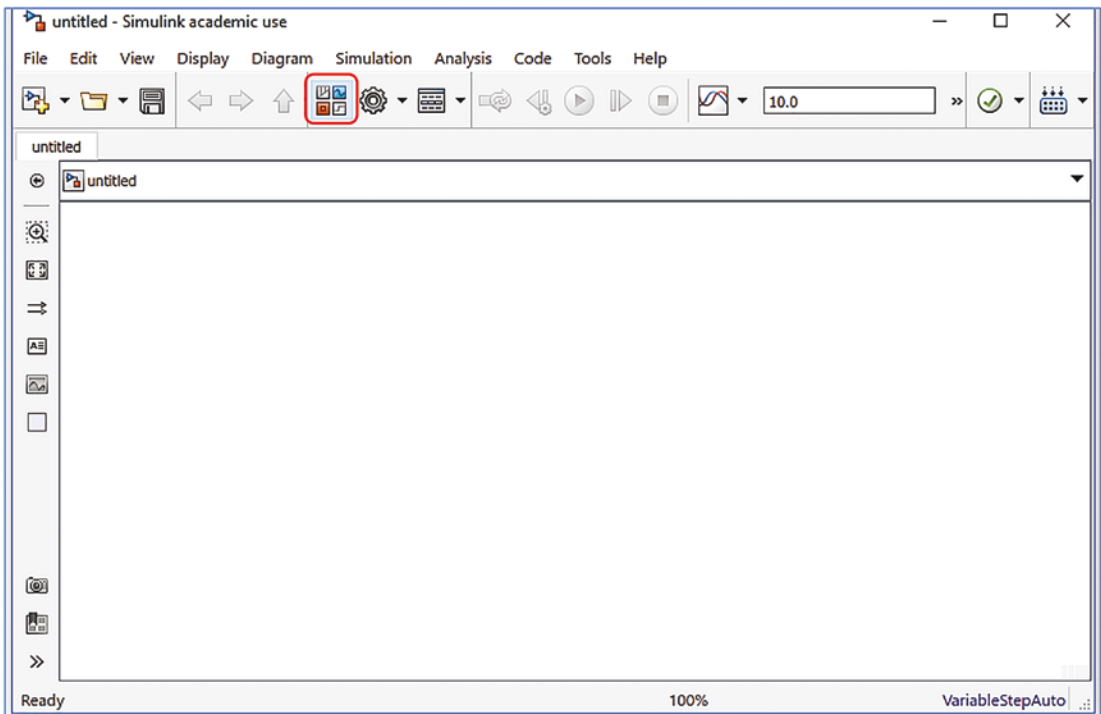 untitled - Simulink academic use
File Edit View Display Diagram Simulation Analysis Code Tools Help
10.0
untitled
untitled
Ready 100% VariableStepAuto